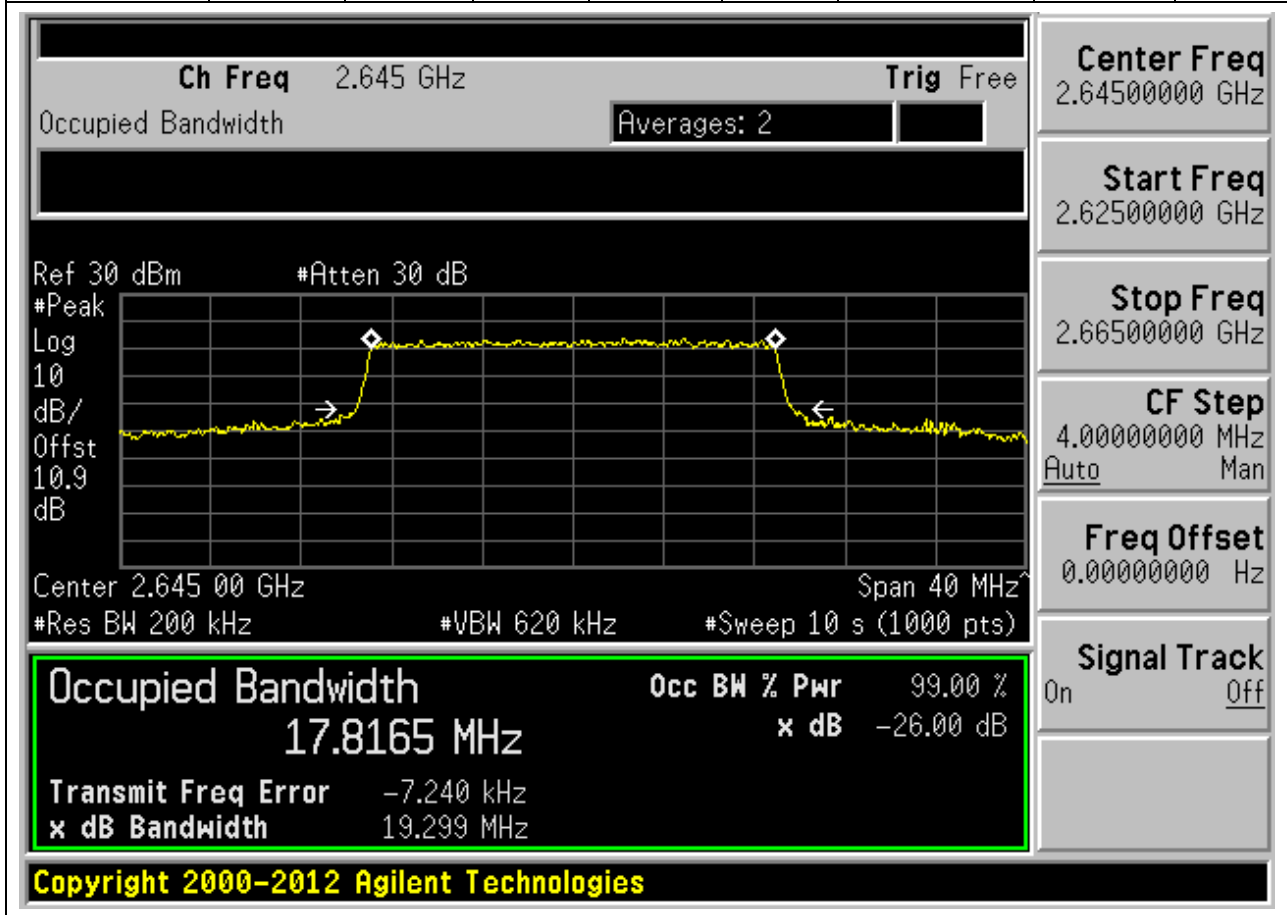 Ch Freq 2.645 GHz Trig Free
Occupied Bandwidth Averages: 2
Ref 30 dBm #Atten 30 dB
#Peak
Log
10
dB/
Offst
10.9
dB
Center 2.645 00 GHz Span 40 MHz^
#Res BW 200 kHz #VBW 620 kHz #Sweep 10 s (1000 pts)
Occupied Bandwidth Occ BW % Pwr 99.00 %
17.8165 MHz x dB -26.00 dB
Transmit Freq Error -7.240 kHz
x dB Bandwidth 19.299 MHz
Copyright 2000-2012 Agilent Technologies
Center Freq
2.64500000 GHz
Start Freq
2.62500000 GHz
Stop Freq
2.66500000 GHz
CF Step
4.00000000 MHz
Auto Man
Freq Offset
0.00000000 Hz
Signal Track
On Off